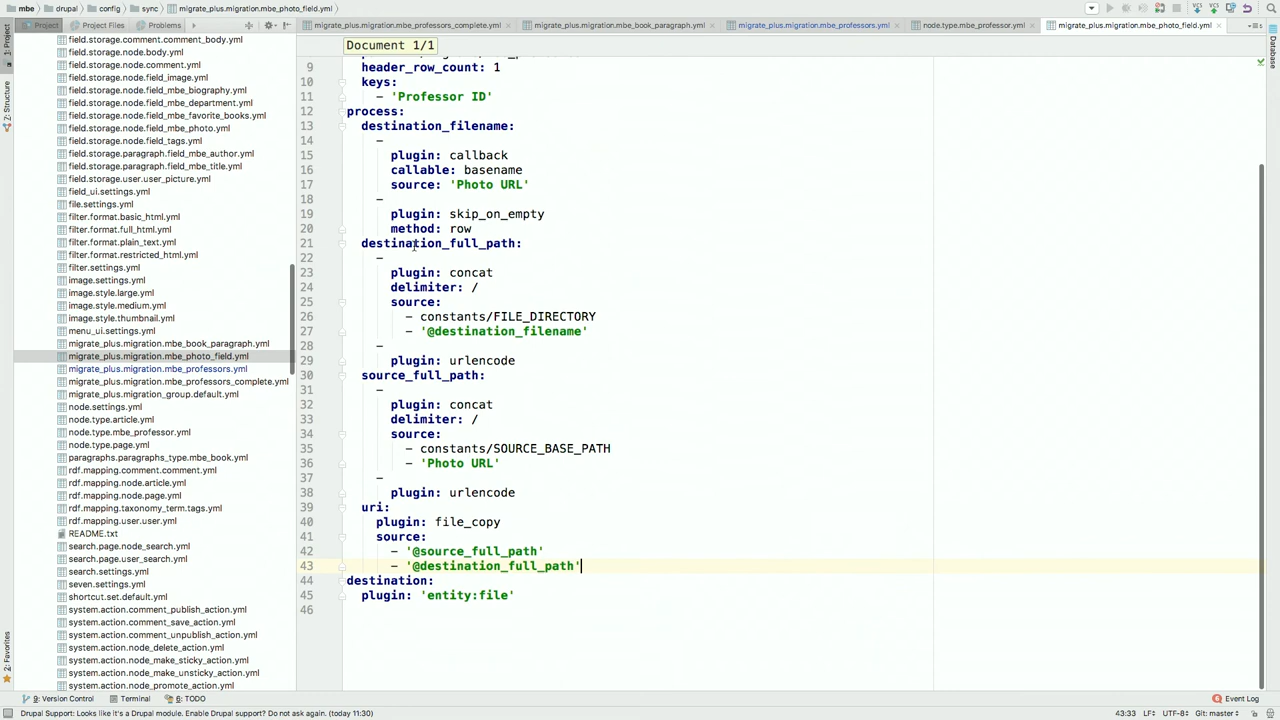 mbe drupal config sync migrate_plus.migration.mbe_photo_field.yml
Project Project Files Problems migrate_plus.migration.mbe_professors_complete.yml migrate_plus.migration.mbe_book_paragraph.yml migrate_plus.migration.mbe_professors.yml node.type.mbe_professor.yml migrate_plus.migration.mbe_photo_field.yml
1: Project
Z: Structure
2: Favorites
field.storage.comment.comment_body.yml
field.storage.node.body.yml
field.storage.node.comment.yml
field.storage.node.field_image.yml
field.storage.node.field_mbe_biography.yml
field.storage.node.field_mbe_department.yml
field.storage.node.field_mbe_favorite_books.yml
field.storage.node.field_mbe_photo.yml
field.storage.node.field_tags.yml
field.storage.paragraph.field_mbe_author.yml
field.storage.paragraph.field_mbe_title.yml
field.storage.user.user_picture.yml
field_ui.settings.yml
file.settings.yml
filter.format.basic_html.yml
filter.format.full_html.yml
filter.format.plain_text.yml
filter.format.restricted_html.yml
filter.settings.yml
image.settings.yml
image.style.large.yml
image.style.medium.yml
image.style.thumbnail.yml
menu_ui.settings.yml
migrate_plus.migration.mbe_book_paragraph.yml
migrate_plus.migration.mbe_photo_field.yml
migrate_plus.migration.mbe_professors.yml
migrate_plus.migration.mbe_professors_complete.yml
migrate_plus.migration_group.default.yml
node.settings.yml
node.type.article.yml
node.type.mbe_professor.yml
node.type.page.yml
paragraphs.paragraphs_type.mbe_book.yml
rdf.mapping.comment.comment.yml
rdf.mapping.node.article.yml
rdf.mapping.node.page.yml
rdf.mapping.taxonomy_term.tags.yml
rdf.mapping.user.user.yml
README.txt
search.page.node_search.yml
search.page.user_search.yml
search.settings.yml
seven.settings.yml
shortcut.set.default.yml
system.action.comment_publish_action.yml
system.action.comment_save_action.yml
system.action.comment_unpublish_action.yml
system.action.node_delete_action.yml
system.action.node_make_sticky_action.yml
system.action.node_make_unsticky_action.yml
system.action.node_promote_action.yml
Document 1/1
9 header_row_count: 1
10 keys:
11 - 'Professor ID'
12 process:
13 destination_filename:
14 -
15 plugin: callback
16 callable: basename
17 source: 'Photo URL'
18 -
19 plugin: skip_on_empty
20 method: row
21 destination_full_path:
22 -
23 plugin: concat
24 delimiter: /
25 source:
26 - constants/FILE_DIRECTORY
27 - '@destination_filename'
28 -
29 plugin: urlencode
30 source_full_path:
31 -
32 plugin: concat
33 delimiter: /
34 source:
35 - constants/SOURCE_BASE_PATH
36 - 'Photo URL'
37 -
38 plugin: urlencode
39 uri:
40 plugin: file_copy
41 source:
42 - '@source_full_path'
43 - '@destination_full_path'
44 destination:
45 plugin: 'entity:file'
46
Database
9: Version Control Terminal 6: TODO Event Log
Drupal Support: Looks like it's a Drupal module. Enable Drupal support? Do not ask again. (today 11:30) 43:33 LF÷ UTF-8÷ Git: master÷